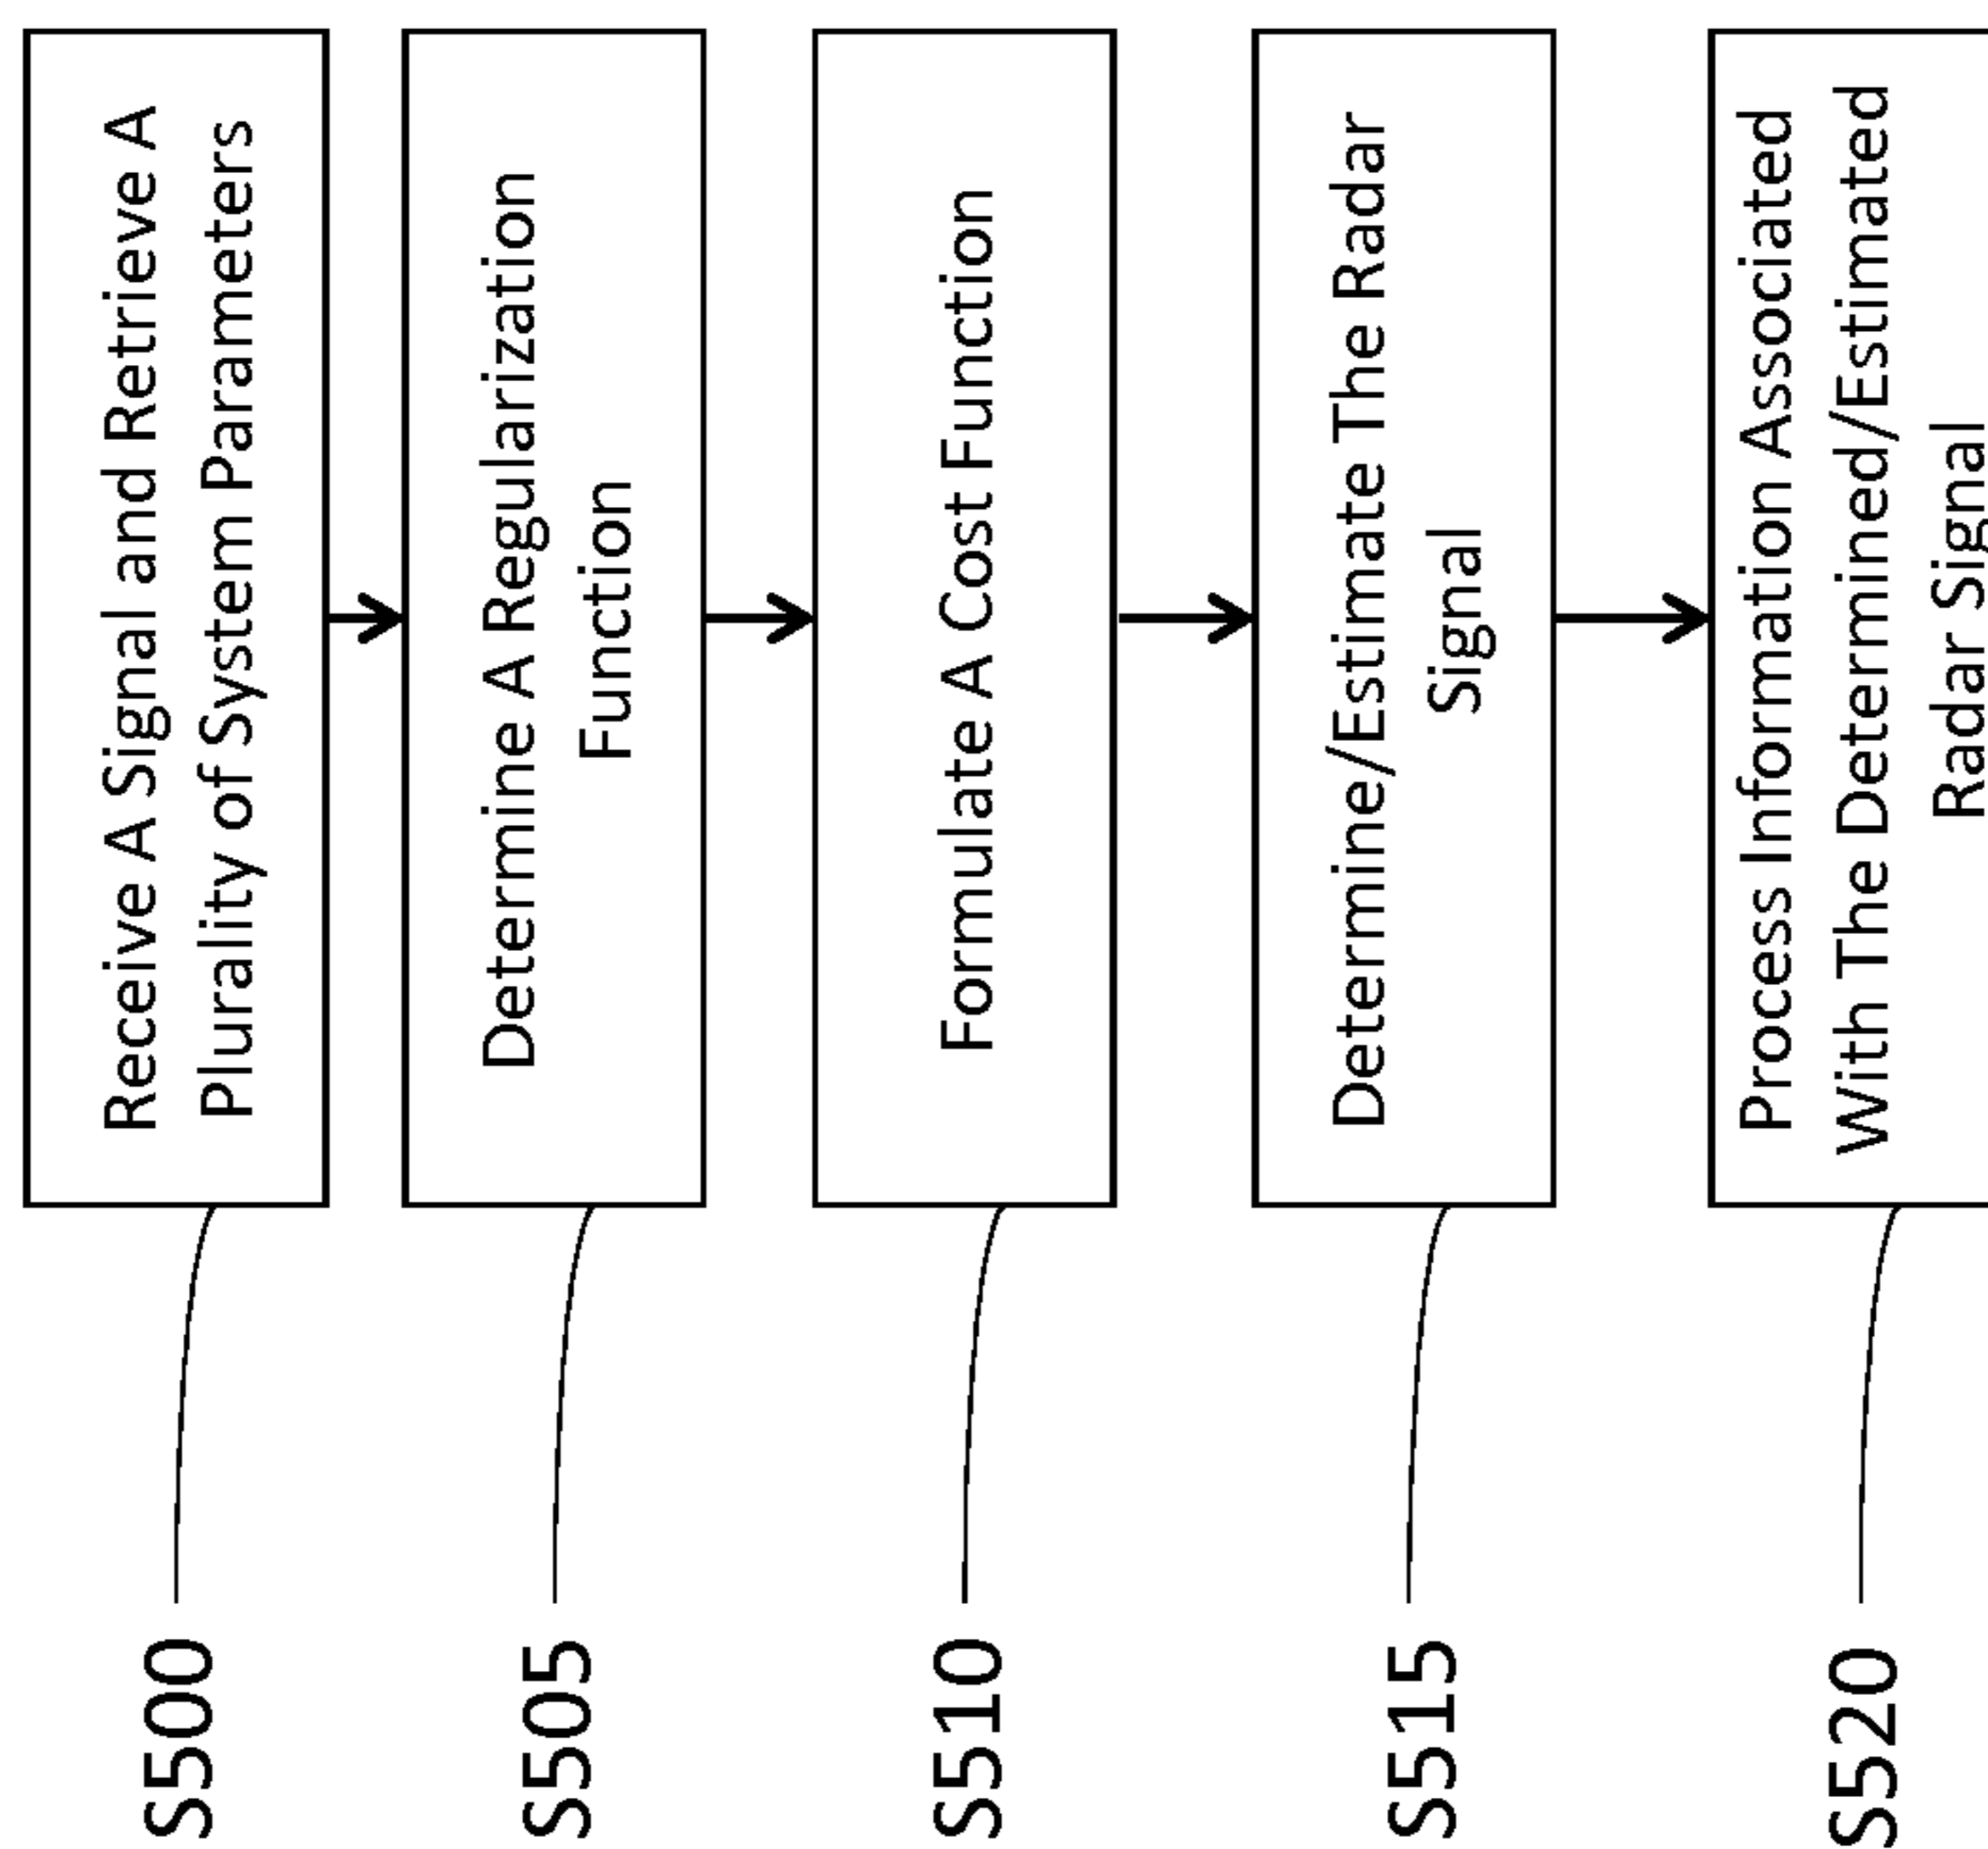 S500
Receive A Signal and Retrieve A
Plurality of System Parameters
S505
Determine A Regularization
Function
S510
Formulate A Cost Function
S515
Determine/Estimate The Radar
Signal
S520
Process Information Associated
With The Determined/Estimated
Radar Signal